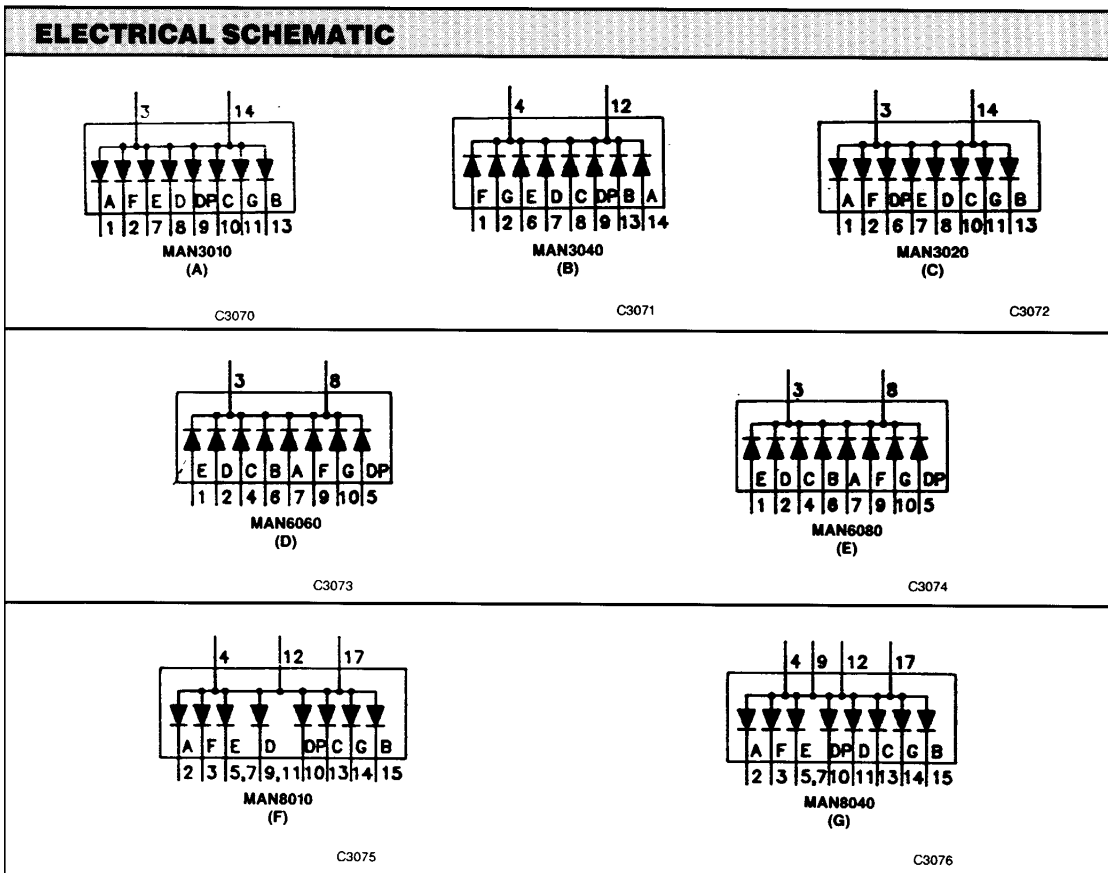 ELECTRICAL SCHEMATIC
3 14
A F E D DP C G B
1 2 7 8 9 10 11 13
MAN3010
(A)
C3070
4 12
F G E D C DP B A
1 2 6 7 8 9 13 14
MAN3040
(B)
C3071
3 14
A F DP E D C G B
1 2 6 7 8 10 11 13
MAN3020
(C)
C3072
3 8
E D C B A F G DP
1 2 4 6 7 9 10 5
MAN6060
(D)
C3073
3 8
E D C B A F G DP
1 2 4 6 7 9 10 5
MAN6080
(E)
C3074
4 12 17
A F E D DP C G B
2 3 5,7 9,11 10 13 14 15
MAN8010
(F)
C3075
4 9 12 17
A F E DP D C G B
2 3 5,7 10 11 13 14 15
MAN8040
(G)
C3076